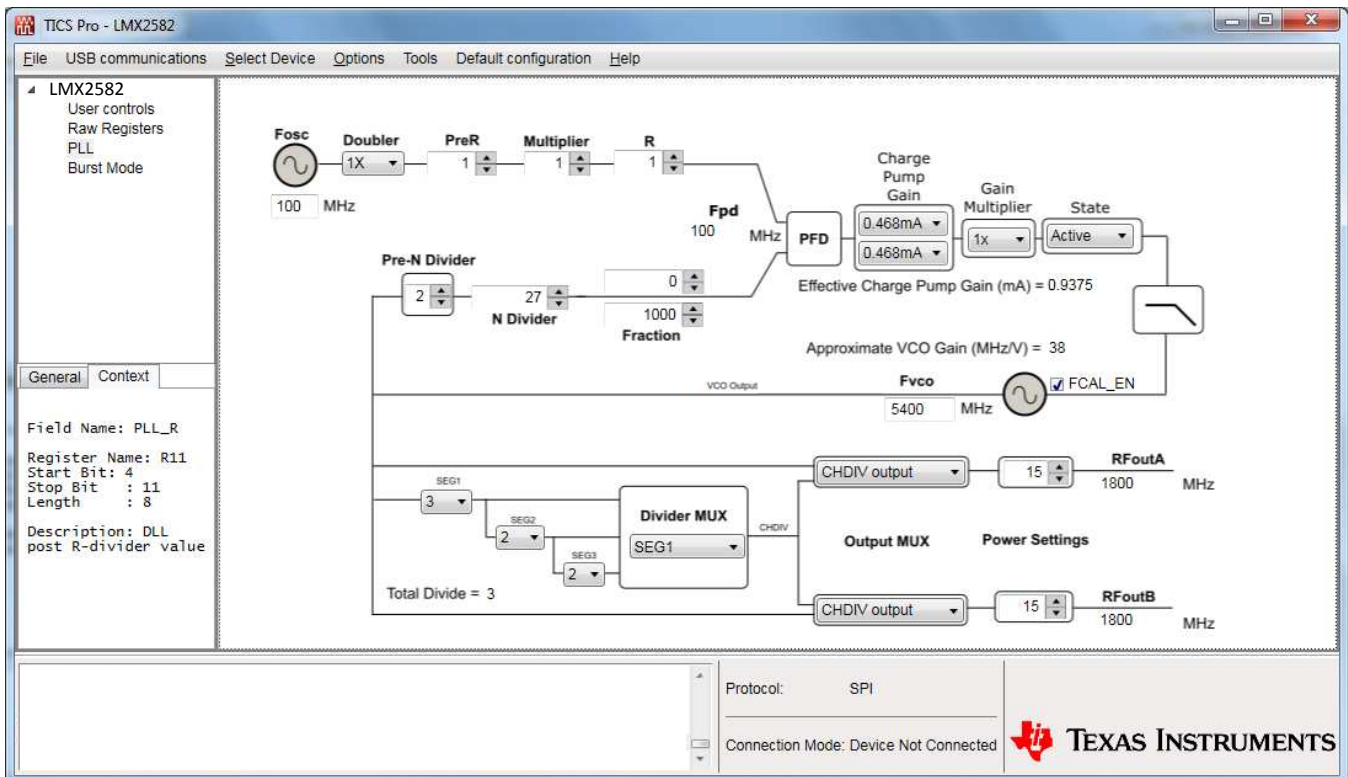 TICS Pro - LMX2582
File USB communications Select Device Options Tools Default configuration Help
LMX2582
User controls
Raw Registers
PLL
Burst Mode
General Context
Field Name: PLL_R
Register Name: R11
Start Bit: 4
Stop Bit : 11
Length : 8
Description: DLL
post R-divider value
Fosc Doubler PreR Multiplier R
1X 1 1 1
100 MHz
Fpd
100 MHz
PFD
Charge
Pump
Gain
0.468mA
0.468mA
Gain
Multiplier
1x
State
Active
Effective Charge Pump Gain (mA) = 0.9375
Pre-N Divider
2
27
N Divider
0
1000
Fraction
Approximate VCO Gain (MHz/V) = 38
VCO Output
Fvco
5400 MHz
FCAL_EN
SEG1
3
SEG2
2
SEG3
2
Total Divide = 3
Divider MUX
SEG1
CHDIV
CHDIV output
15
RFoutA
1800 MHz
Output MUX Power Settings
CHDIV output
15
RFoutB
1800 MHz
Protocol: SPI
Connection Mode: Device Not Connected
TEXAS INSTRUMENTS